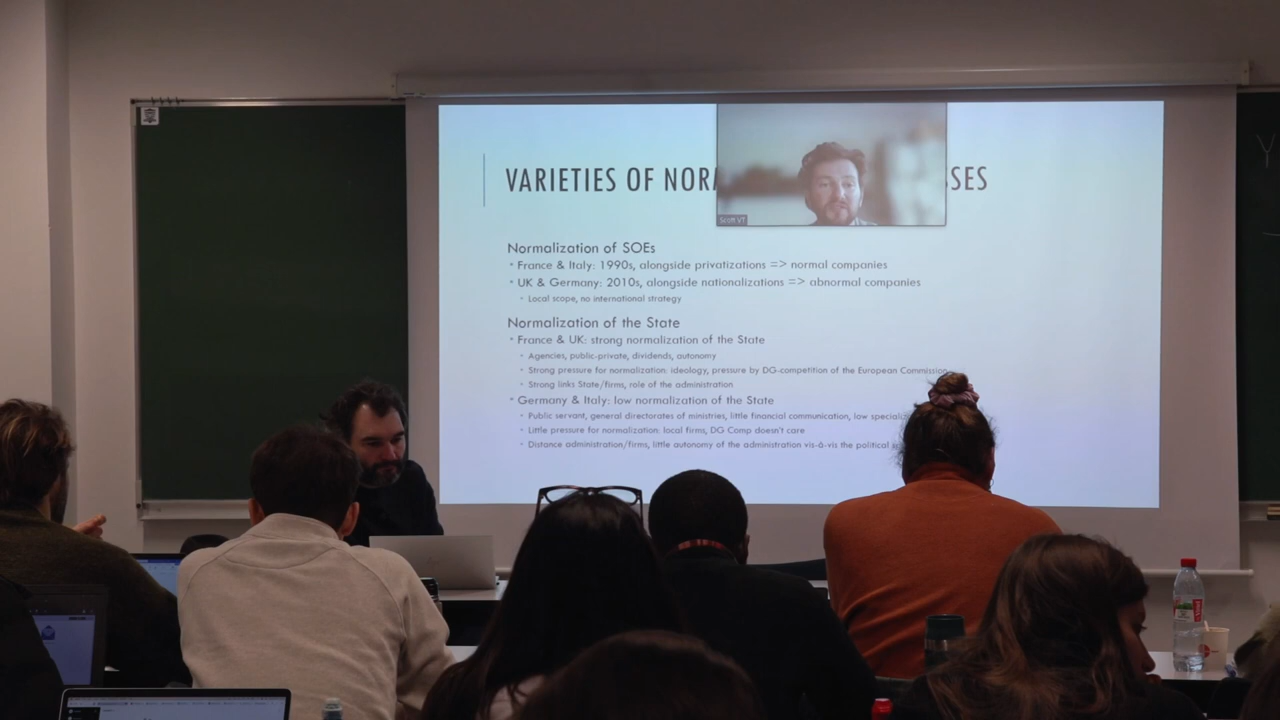 VARIETIES OF NOR
SSES
Scott VT
Normalization of SOEs
• France & Italy: 1990s, alongside privatizations => normal companies
• UK & Germany: 2010s, alongside nationalizations => abnormal companies
• Local scope, no international strategy
Normalization of the State
• France & UK: strong normalization of the State
• Agencies, public-private, dividends, autonomy
• Strong pressure for normalization: ideology, pressure by DG-competition of the European Commission
• Strong links State/firms, role of the administration
• Germany & Italy: low normalization of the State
• Public servant, general directorates of ministries, little financial communication, low
• Little pressure for normalization: local firms, DG Comp doesn't care
• Distance administration/firms, little autonomy of the administration vis-à-vis the political